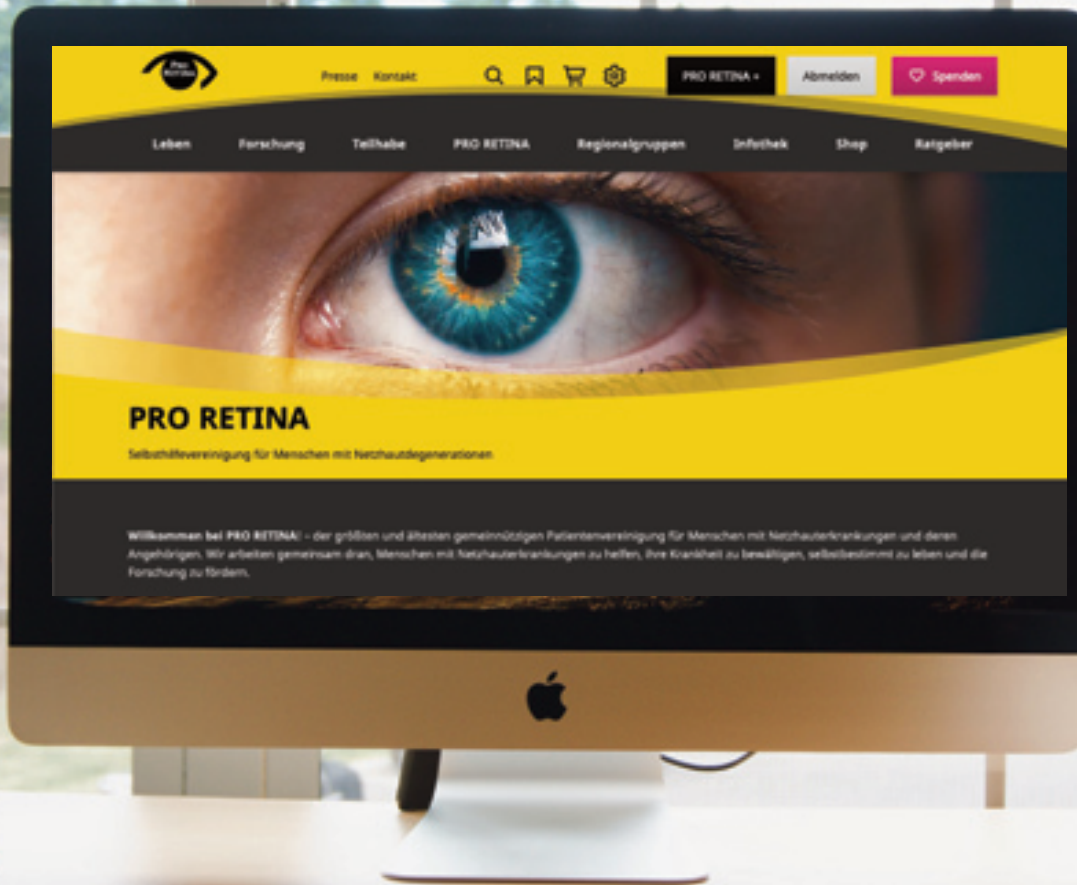 PRO RETINA
Presse Kontakt PRO RETINA + Abmelden Spenden
Leben Forschung Teilhabe PRO RETINA Regionalgruppen Infothek Shop Ratgeber
PRO RETINA
Selbsthilfevereinigung für Menschen mit Netzhautdegenerationen
Willkommen bei PRO RETINA! – der größten und ältesten gemeinnützigen Patientenvereinigung für Menschen mit Netzhauterkrankungen und deren
Angehörigen. Wir arbeiten gemeinsam dran, Menschen mit Netzhauterkrankungen zu helfen, ihre Krankheit zu bewältigen, selbstbestimmt zu leben und die
Forschung zu fördern.